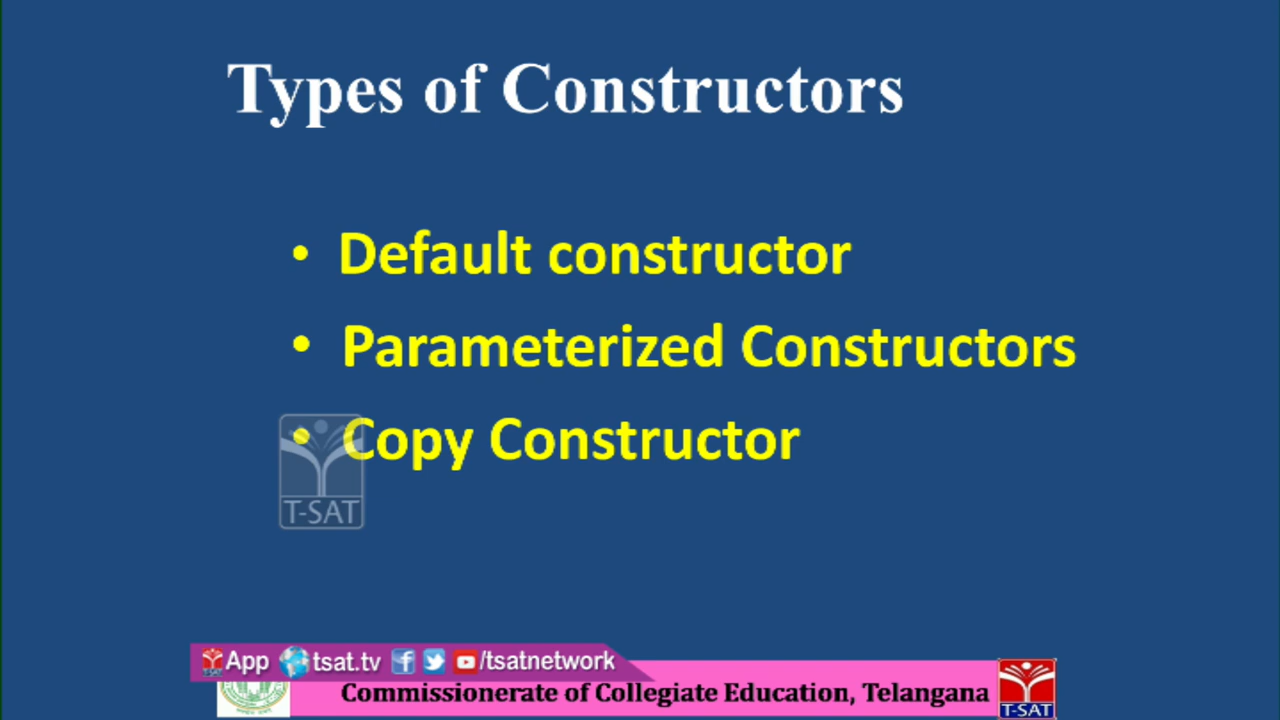 Types of Constructors
• Default constructor
• Parameterized Constructors
• Copy Constructor
T-SAT
App tsat.tv /tsatnetwork
Commissionerate of Collegiate Education, Telangana
T-SAT